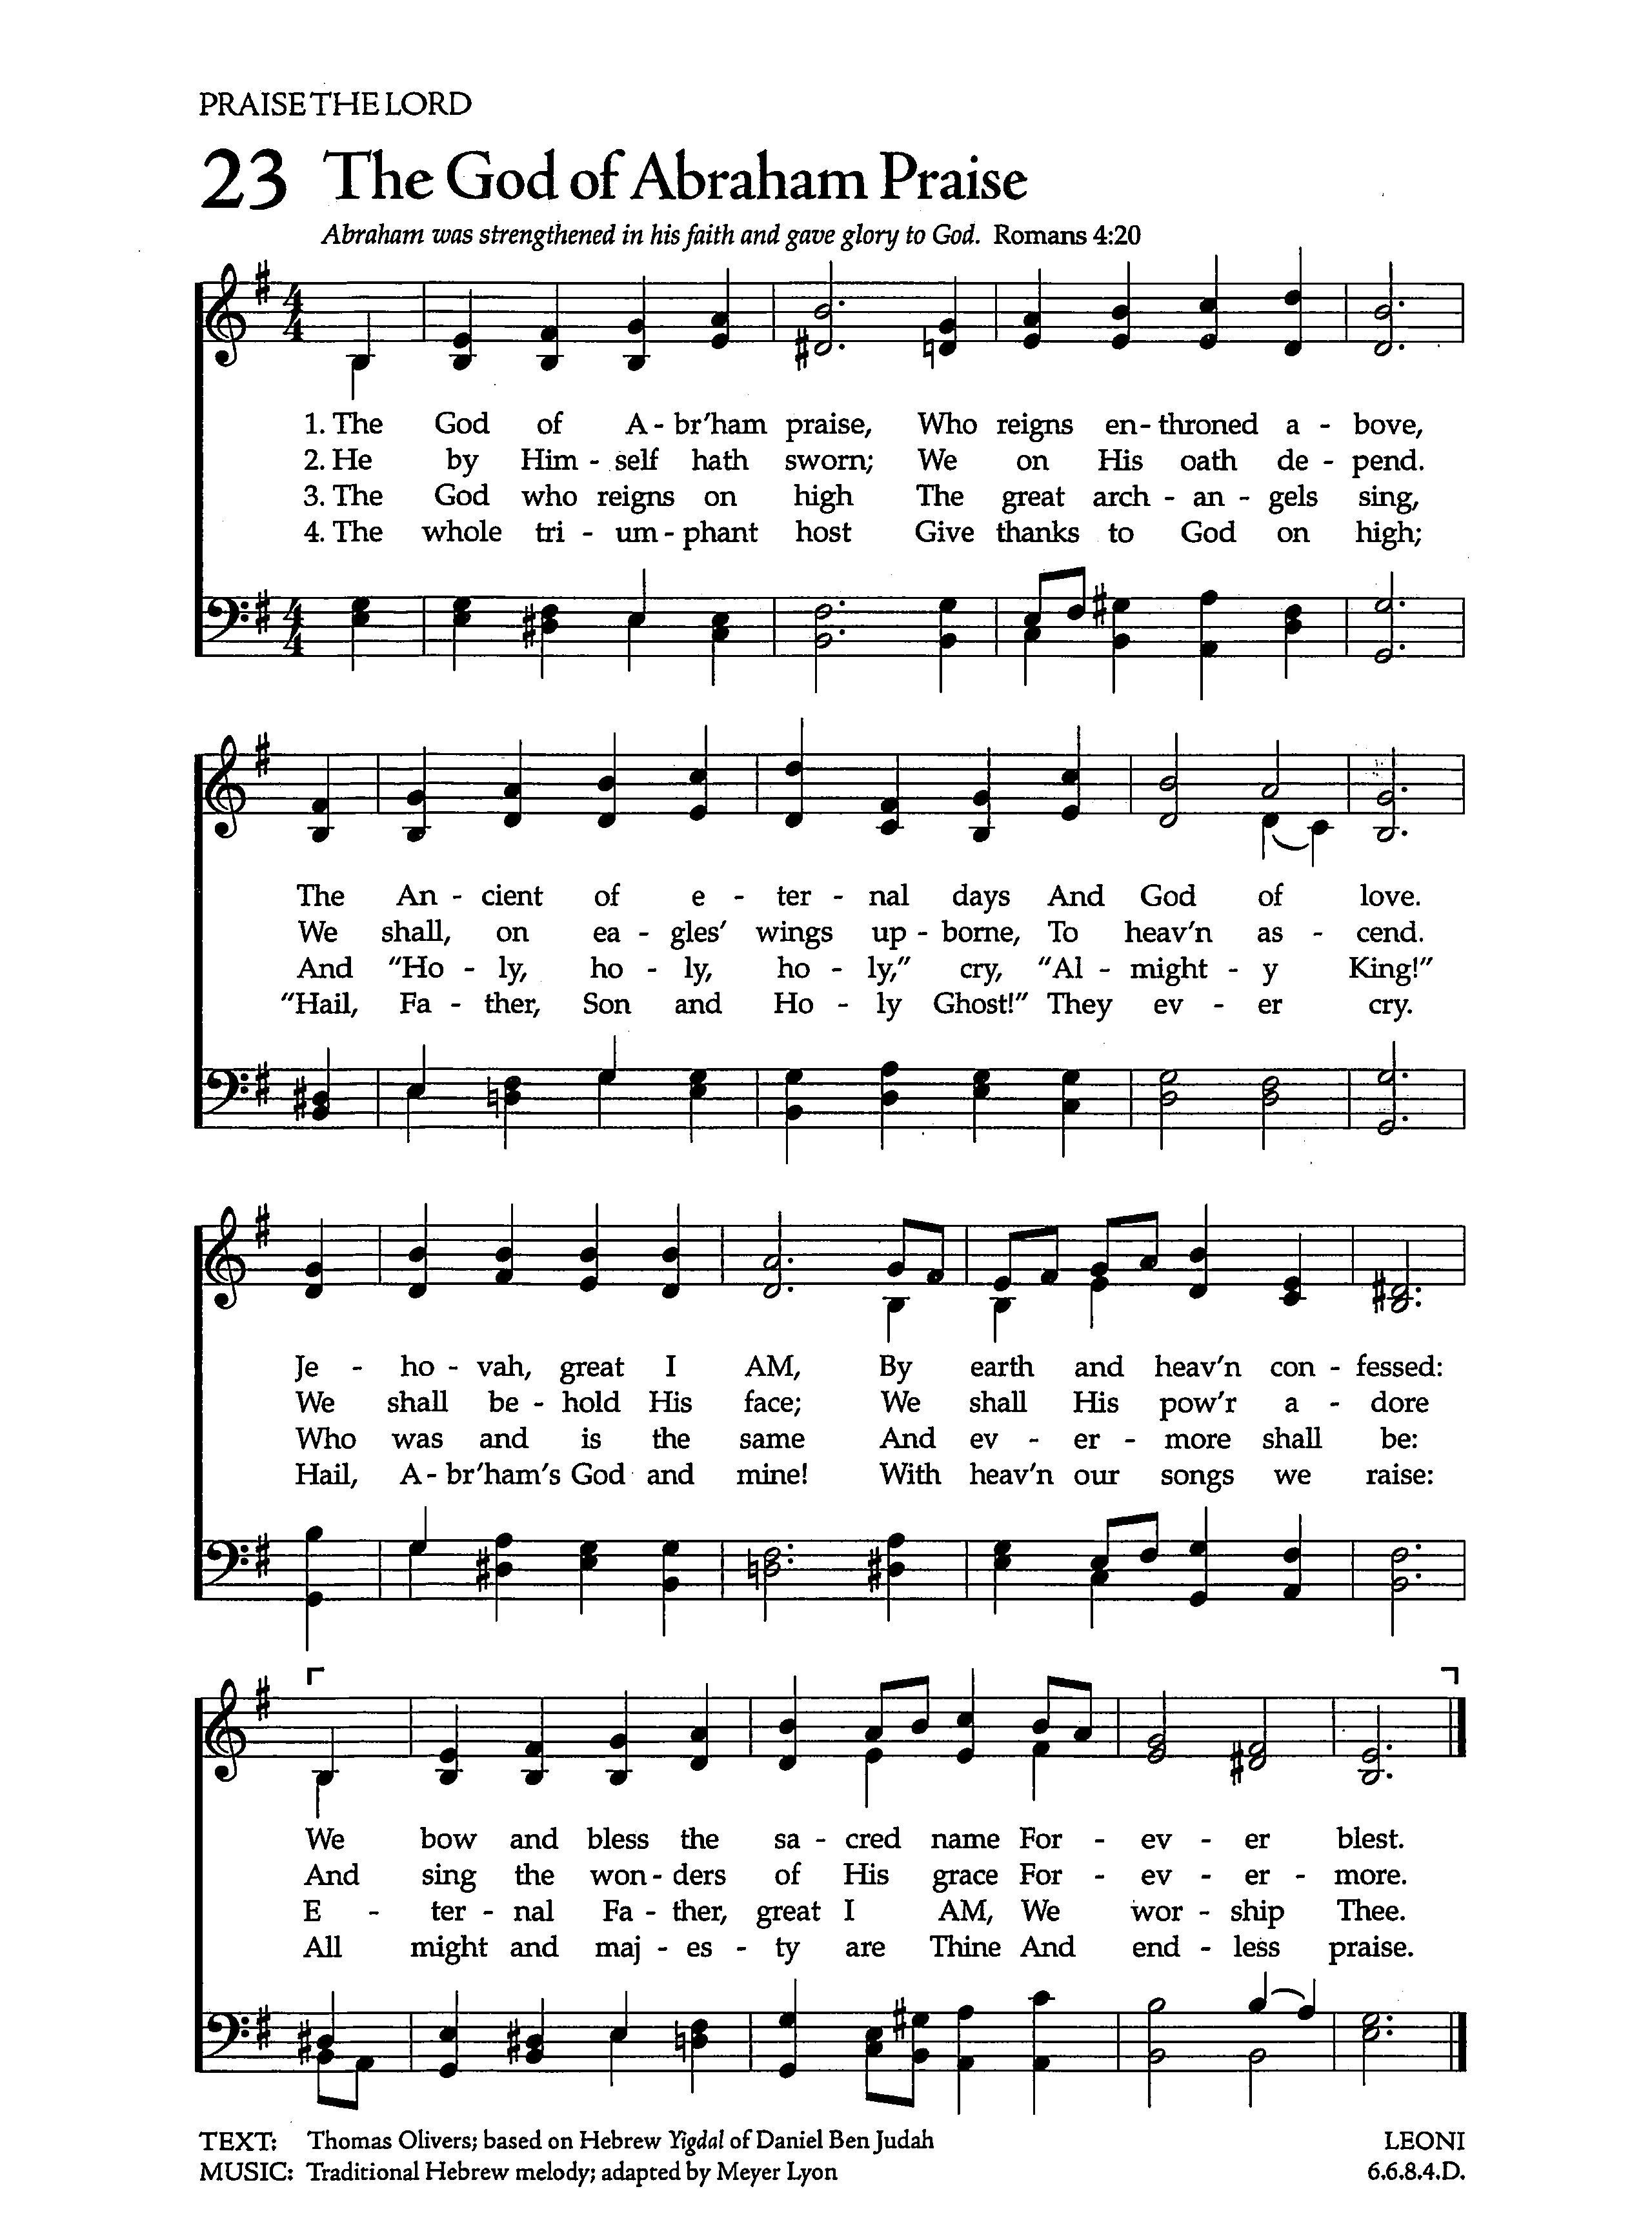 PRAISE THE LORD
23 The God of Abraham Praise
Abraham was strengthened in his faith and gave glory to God. Romans 4:20
1. The God of A - br'ham praise, Who reigns en - throned a - bove,
2. He by Him - self hath sworn; We on His oath de - pend.
3. The God who reigns on high The great arch - an - gels sing,
4. The whole tri - um - phant host Give thanks to God on high;
The An - cient of e - ter - nal days And God of love.
We shall, on ea - gles' wings up - borne, To heav'n as - cend.
And "Ho - ly, ho - ly, ho - ly," cry, "Al - might - y King!"
"Hail, Fa - ther, Son and Ho - ly Ghost!" They ev - er cry.
Je - ho - vah, great I AM, By earth and heav'n con - fessed:
We shall be - hold His face; We shall His pow'r a - dore
Who was and is the same And ev - er - more shall be:
Hail, A - br'ham's God and mine! With heav'n our songs we raise:
We bow and bless the sa - cred name For - ev - er blest.
And sing the won - ders of His grace For - ev - er - more.
E - ter - nal Fa - ther, great I AM, We wor - ship Thee.
All might and maj - es - ty are Thine And end - less praise.
TEXT: Thomas Olivers; based on Hebrew Yigdal of Daniel Ben Judah LEONI
MUSIC: Traditional Hebrew melody; adapted by Meyer Lyon 6.6.8.4.D.